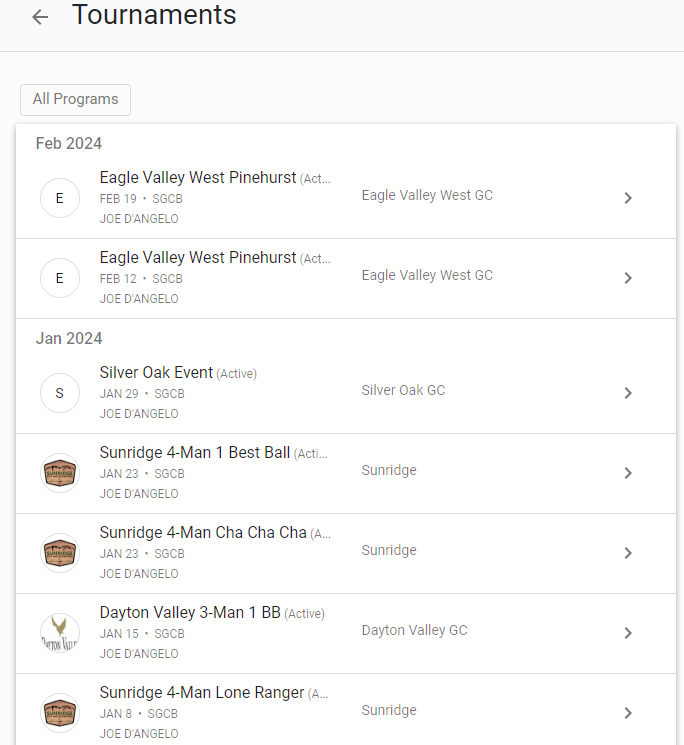 Tournaments
All Programs
Feb 2024
E
Eagle Valley West Pinehurst (Act...
FEB 19 • SGCB
JOE D'ANGELO
Eagle Valley West GC
E
Eagle Valley West Pinehurst (Act...
FEB 12 • SGCB
JOE D'ANGELO
Eagle Valley West GC
Jan 2024
S
Silver Oak Event (Active)
JAN 29 • SGCB
JOE D'ANGELO
Silver Oak GC
SUNRIDGE
Sunridge 4-Man 1 Best Ball (Acti...
JAN 23 • SGCB
JOE D'ANGELO
Sunridge
SUNRIDGE
Sunridge 4-Man Cha Cha Cha (A...
JAN 23 • SGCB
JOE D'ANGELO
Sunridge
DAYTON VALLE
Dayton Valley 3-Man 1 BB (Active)
JAN 15 • SGCB
JOE D'ANGELO
Dayton Valley GC
SUNRIDGE
Sunridge 4-Man Lone Ranger (A...
JAN 8 • SGCB
JOE D'ANGELO
Sunridge